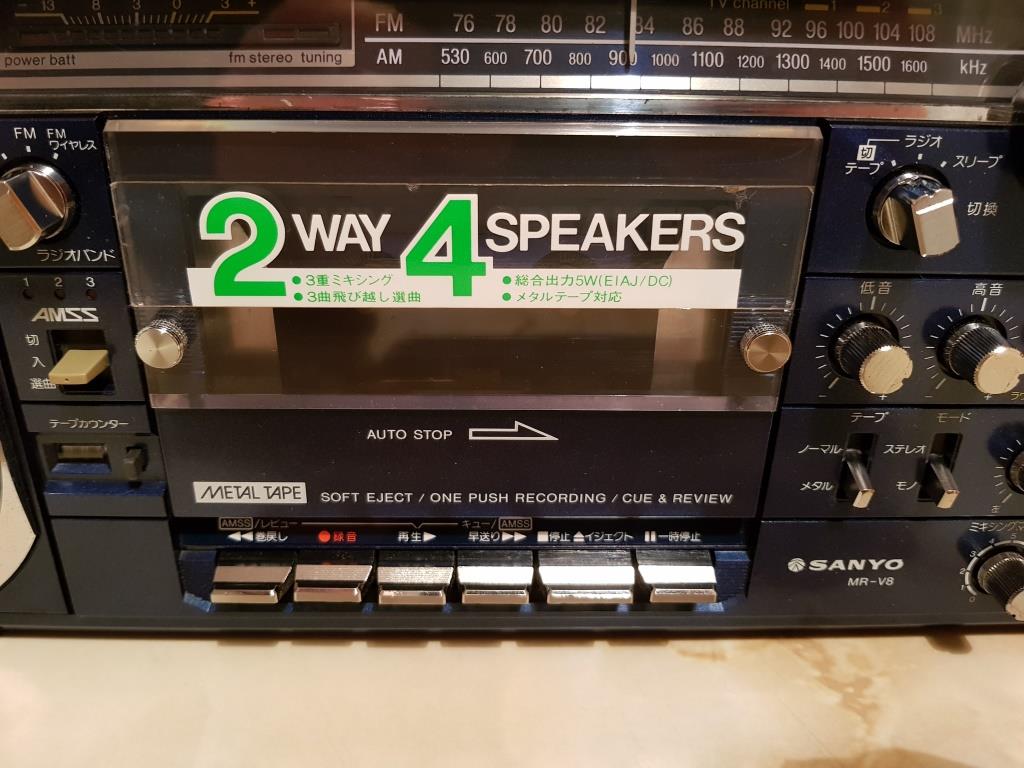 - 13 8 3 0 3 +
TV channel 1 2 3
FM 76 78 80 82 84 86 88 92 96 100 104 108 MHz
power batt fm stereo tuning
AM 530 600 700 800 900 1000 1100 1200 1300 1400 1500 1600 kHz
FM FM
ワイヤレス
ラジオバンド
切 ラジオ
テープ スリープ
切換
2 WAY 4 SPEAKERS
●3重ミキシング ●総合出力5W(EIAJ/DC)
●3曲飛び越し選曲 ●メタルテープ対応
1 2 3
AMSS
切
入
選曲
低音 高音
- + - +
テープカウンター
AUTO STOP
テープ モード
ノーマル ステレオ
メタル モノ
左
METAL TAPE SOFT EJECT / ONE PUSH RECORDING / CUE & REVIEW
AMSS/レビュー キュー/AMSS
◀◀巻戻し ●録音 再生▶ 早送り▶▶ ■停止⏏イジェクト ⏸一時停止
SANYO
MR-V8